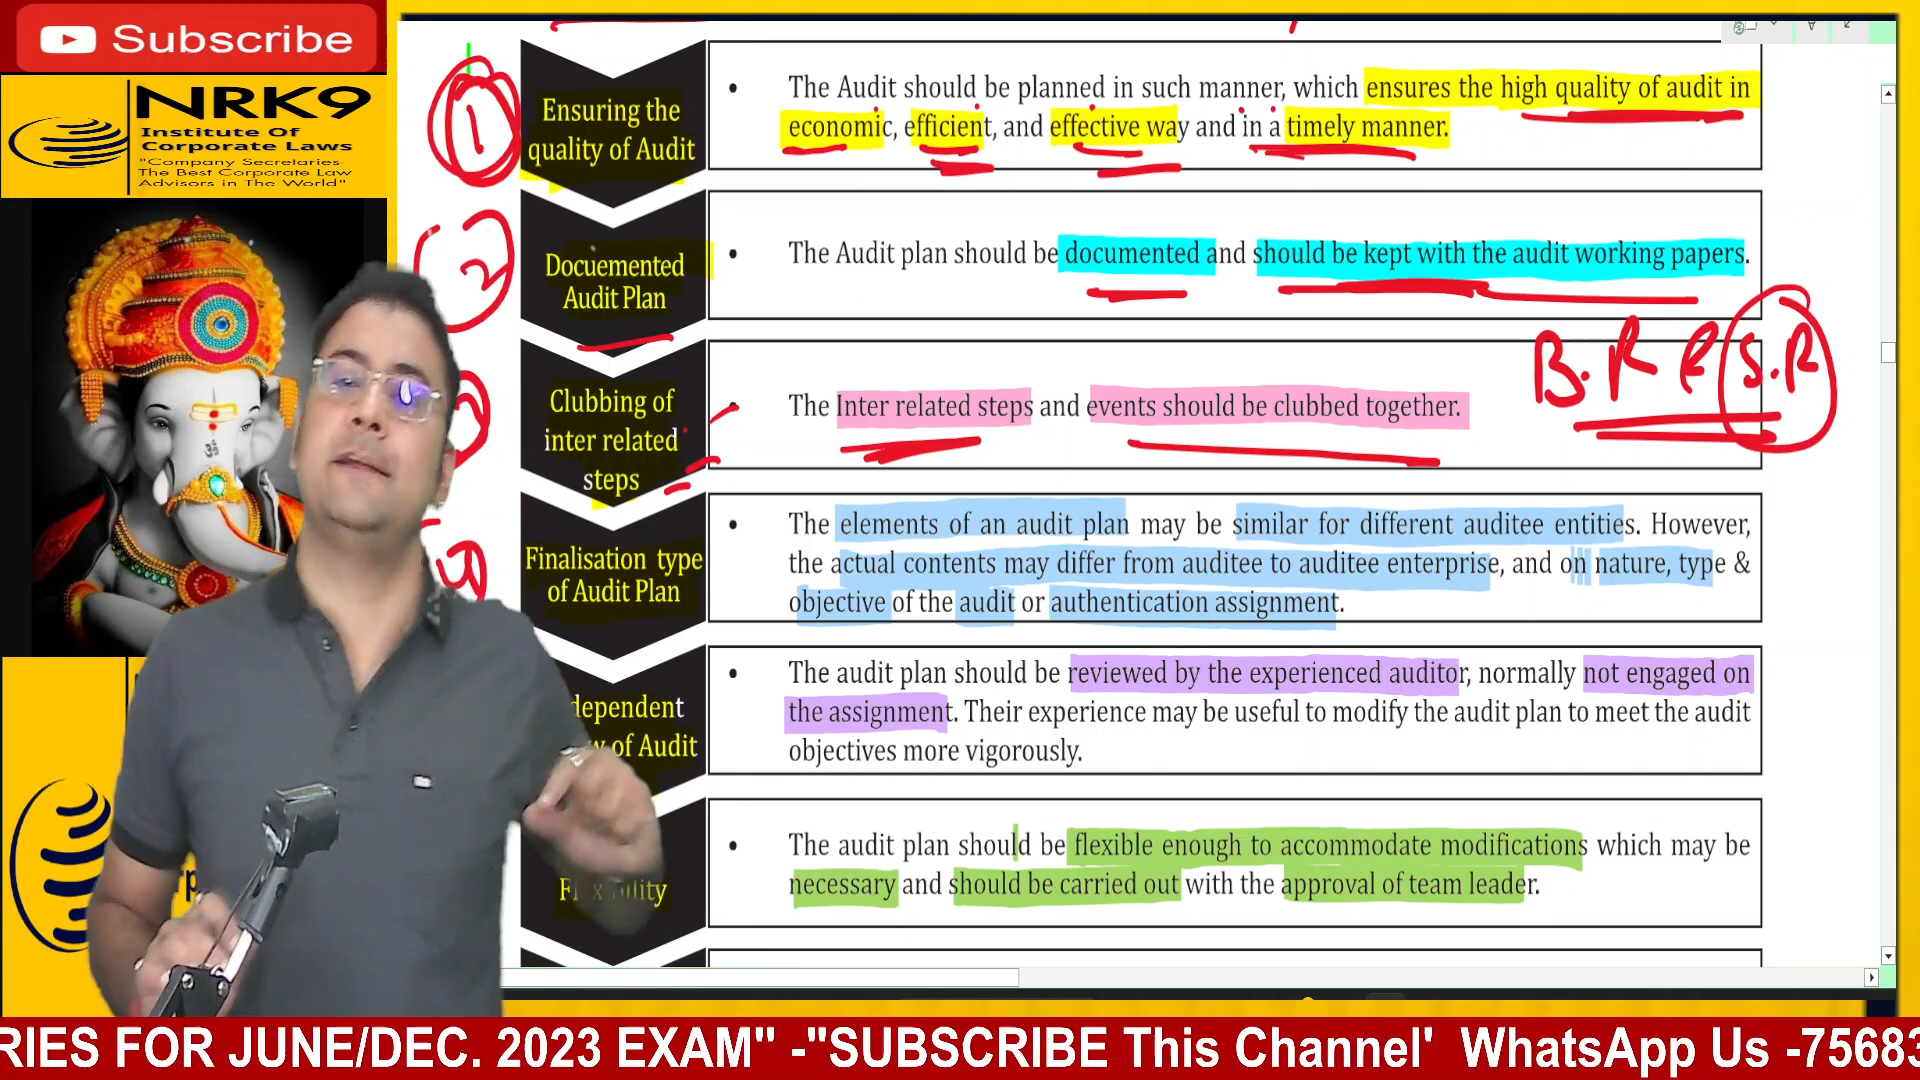 Subscribe
NRK9
Institute Of
Corporate Laws
"Company Secretaries-
The Best Corporate Law
Advisors in The World"
1
Ensuring the
quality of Audit
• The Audit should be planned in such manner, which ensures the high quality of audit in
economic, efficient, and effective way and in a timely manner.
2
Docuemented
Audit Plan
• The Audit plan should be documented and should be kept with the audit working papers.
B.R
S.R
Clubbing of
inter related
steps
• The Inter related steps and events should be clubbed together.
Finalisation type
of Audit Plan
• The elements of an audit plan may be similar for different auditee entities. However,
the actual contents may differ from auditee to auditee enterprise, and on nature, type &
objective of the audit or authentication assignment.
dependent
of Audit
• The audit plan should be reviewed by the experienced auditor, normally not engaged on
the assignment. Their experience may be useful to modify the audit plan to meet the audit
objectives more vigorously.
Flexibility
• The audit plan should be flexible enough to accommodate modifications which may be
necessary and should be carried out with the approval of team leader.
RIES FOR JUNE/DEC. 2023 EXAM" -"SUBSCRIBE This Channel' WhatsApp Us -75683